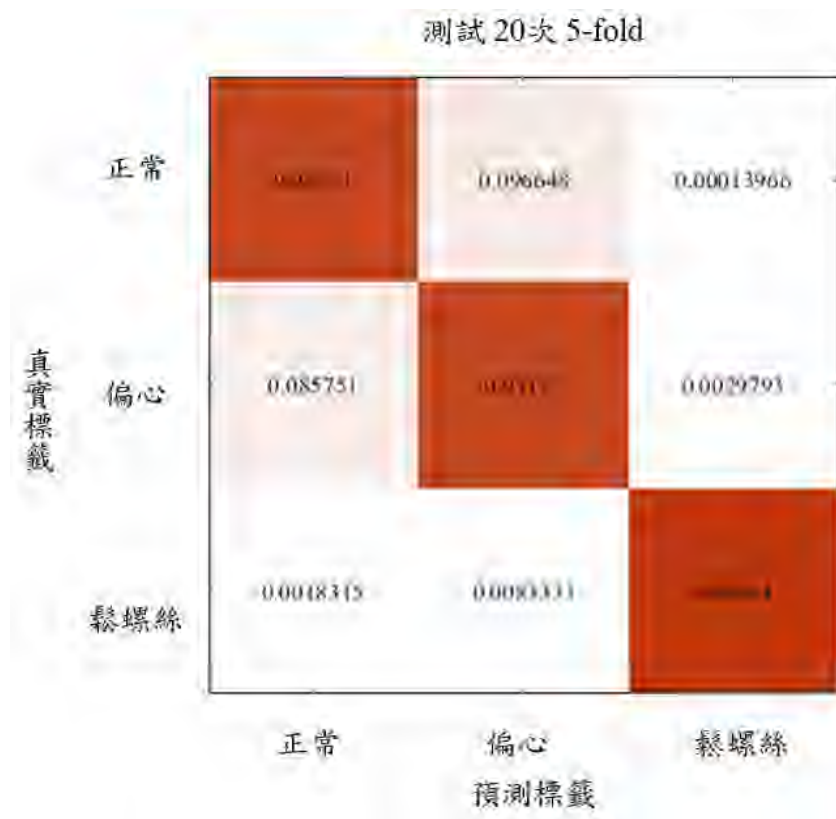 測試 20次 5-fold
正常
0.096648
0.00013966
真實標籤
偏心
0.085751
0.0029793
鬆螺絲
0.0083333
正常
偏心
鬆螺絲
預測標籤